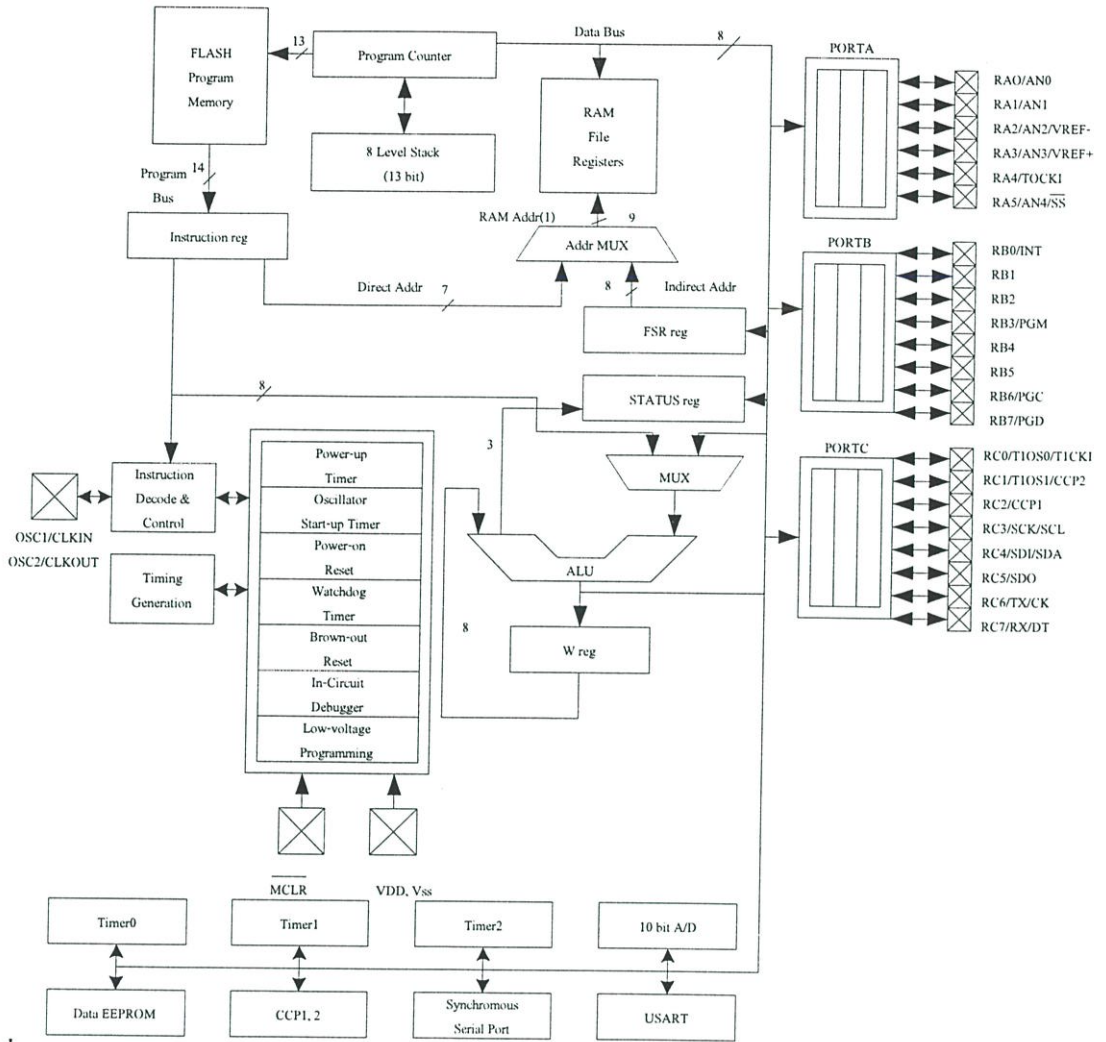 Data Bus
8
13
FLASH
Program
Memory
Program Counter
8 Level Stack
(13 bit)
RAM
File
Registers
14
Program
Bus
Instruction reg
RAM Addr(1)
9
Addr MUX
Direct Addr
7
8
Indirect Addr
FSR reg
8
STATUS reg
3
MUX
ALU
8
W reg
Instruction
Decode &
Control
OSC1/CLKIN
OSC2/CLKOUT
Timing
Generation
Power-up
Timer
Oscillator
Start-up Timer
Power-on
Reset
Watchdog
Timer
Brown-out
Reset
In-Circuit
Debugger
Low-voltage
Programming
MCLR
VDD, Vss
PORTA
RAO/AN0
RA1/AN1
RA2/AN2/VREF-
RA3/AN3/VREF+
RA4/TOCKI
RA5/AN4/SS
PORTB
RB0/INT
RB1
RB2
RB3/PGM
RB4
RB5
RB6/PGC
RB7/PGD
PORTC
RC0/T1OS0/T1CKI
RC1/T1OS1/CCP2
RC2/CCP1
RC3/SCK/SCL
RC4/SDI/SDA
RC5/SDO
RC6/TX/CK
RC7/RX/DT
Timer0
Timer1
Timer2
10 bit A/D
Data EEPROM
CCP1, 2
Synchromous
Serial Port
USART